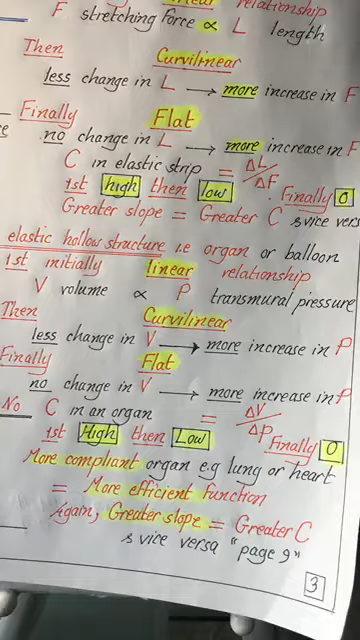 linear relationship
F stretching force ∝ L length
Then Curvilinear
less change in L → more increase in F
Finally Flat
no change in L → more increase in F
C in elastic strip = ΔL/ΔF
1st high then low. Finally 0
Greater slope = Greater C & vice vers
elastic hollow structure i.e organ or balloon
1st initially linear relationship
V volume ∝ P transmural pressure
Then Curvilinear
less change in V → more increase in P
Finally Flat
no change in V → more increase in P
No C in an organ = ΔV/ΔP
1st High then Low Finally 0
More compliant organ e.g lung or heart
= More efficient function
Again, Greater slope = Greater C
& vice versa "page 9"
3